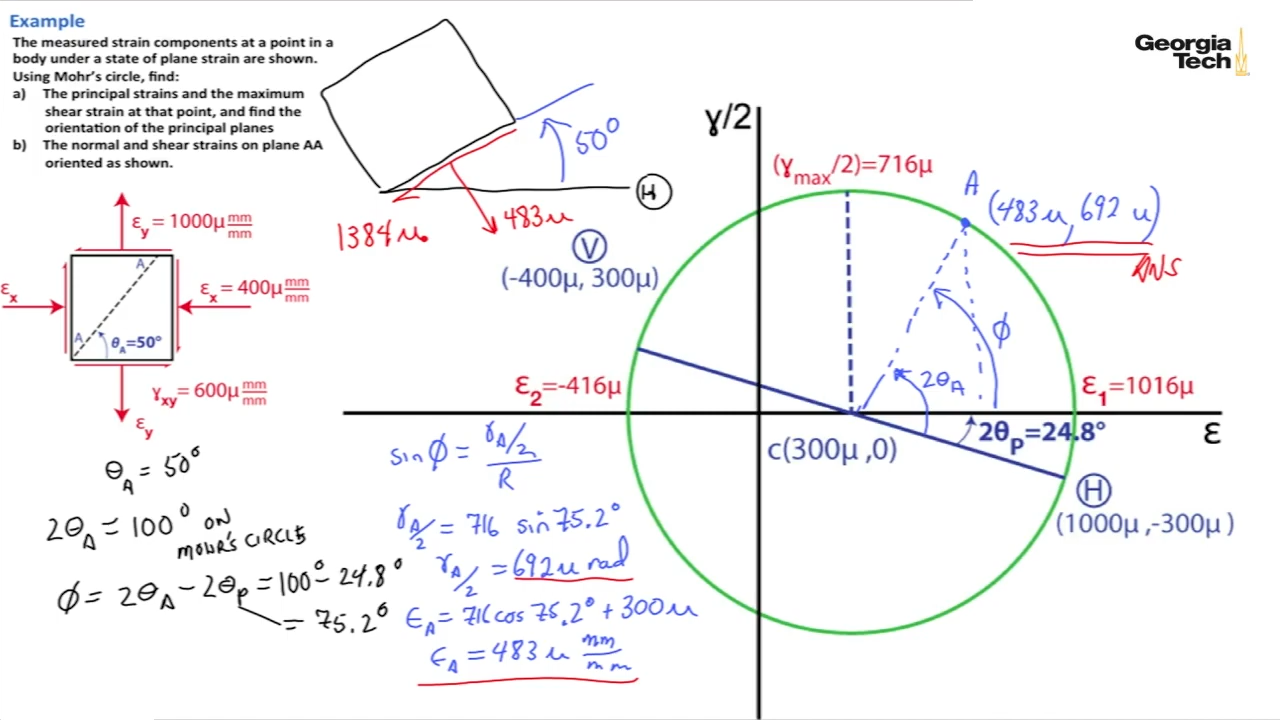 Example
The measured strain components at a point in a
body under a state of plane strain are shown.
Using Mohr's circle, find:
a) The principal strains and the maximum
shear strain at that point, and find the
orientation of the principal planes
b) The normal and shear strains on plane AA
oriented as shown.
Georgia
Tech
50°
H
483μ
1384μ
εy = 1000μ mm/mm
εx
εx = 400μ mm/mm
A
A
θA=50°
γxy = 600μ mm/mm
εy
θA = 50°
2θA = 100° ON
MOHR'S CIRCLE
ϕ = 2θA - 2θp = 100° - 24.8°
= 75.2°
γ/2
(γmax/2)=716μ
A (483μ, 692μ)
ANS
V
(-400μ, 300μ)
ϕ
2θA
ε2=-416μ
ε1=1016μ
ε
2θp=24.8°
c(300μ ,0)
H
(1000μ ,-300μ )
sin ϕ = γA/2 / R
γA/2 = 716 sin 75.2°
γA/2 = 692μ rad
ϵA = 716 cos 75.2° + 300μ
ϵA = 483μ mm/mm